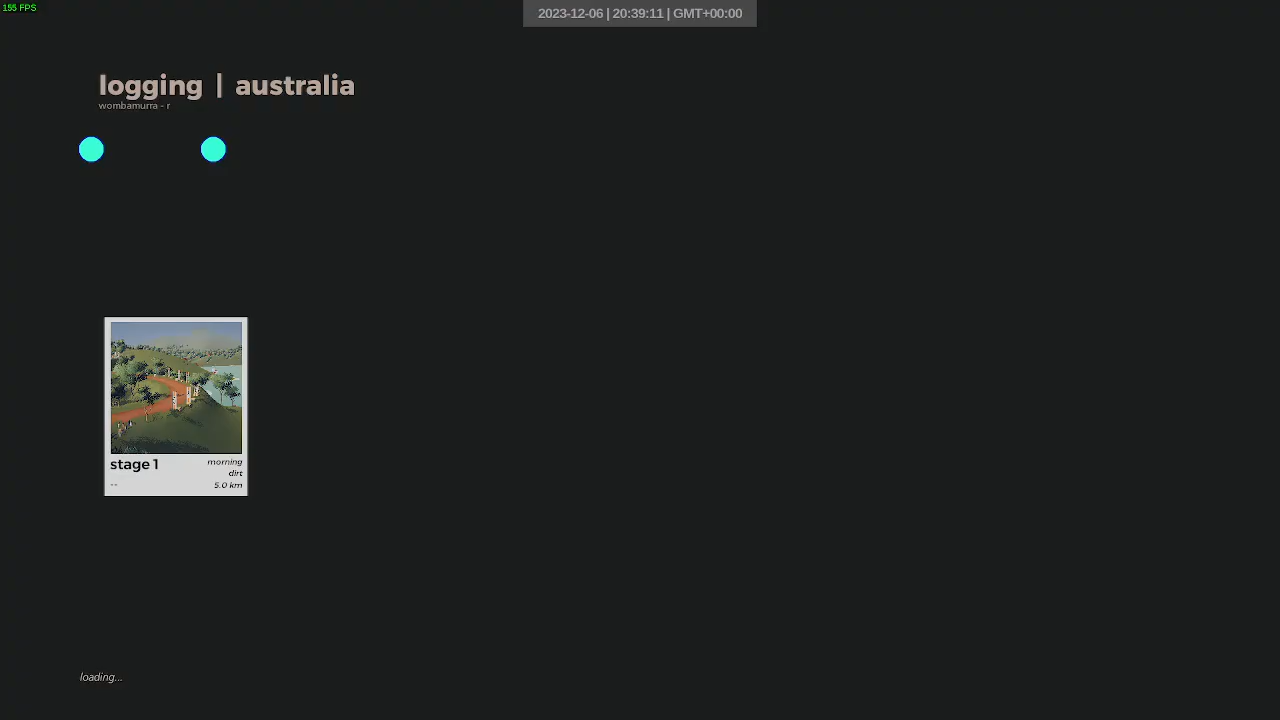 155 FPS
2023-12-06 | 20:39:11 | GMT+00:00
logging | australia
wombamurra - r
stage 1
morning
dirt
-- 5.0 km
loading...